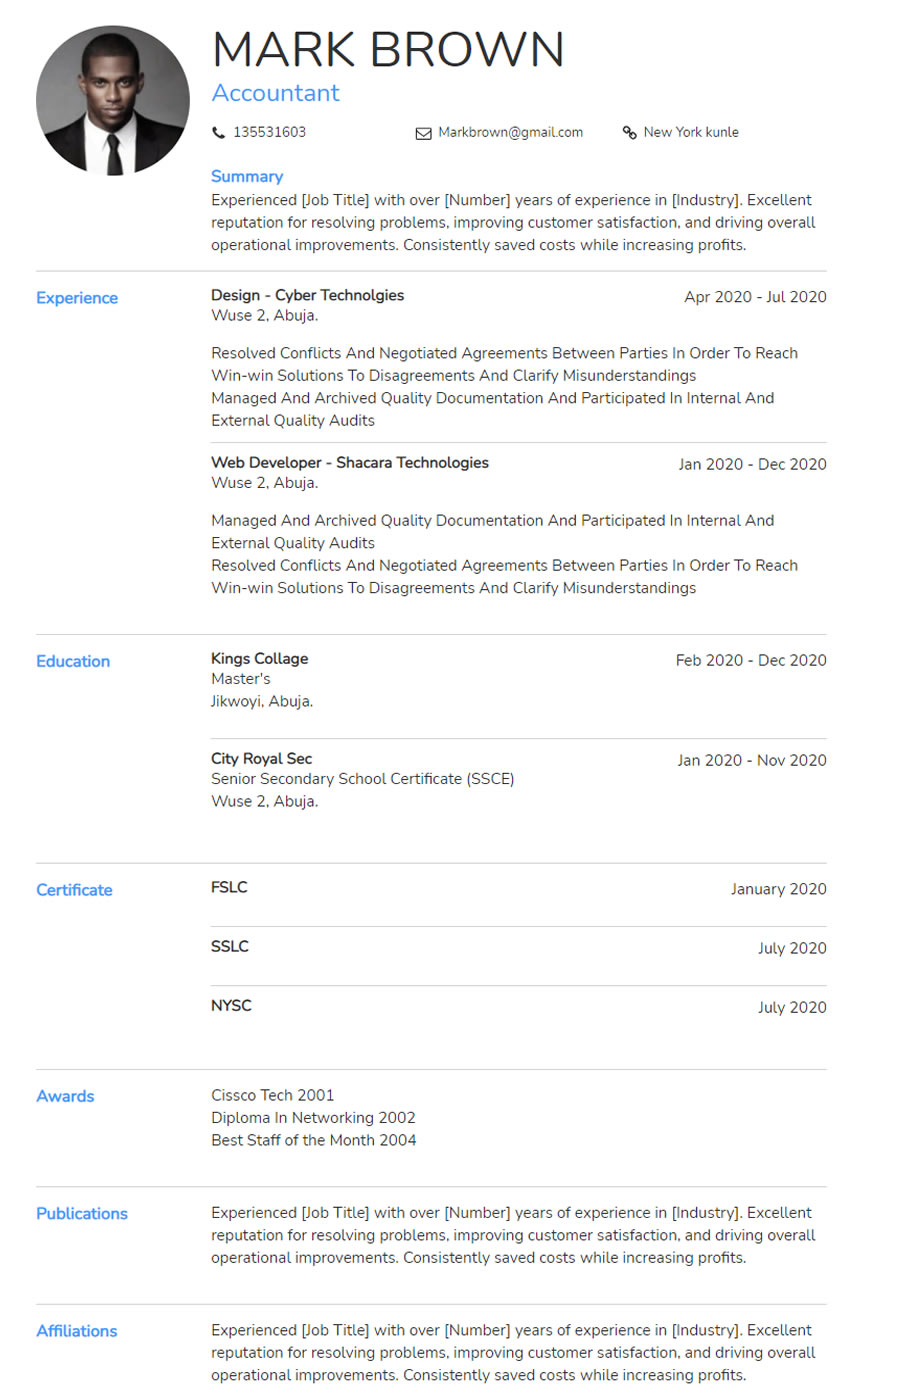 MARK BROWN
Accountant
135531603 Markbrown@gmail.com New York kunle
Summary
Experienced [Job Title] with over [Number] years of experience in [Industry]. Excellent
reputation for resolving problems, improving customer satisfaction, and driving overall
operational improvements. Consistently saved costs while increasing profits.
Experience
Design - Cyber Technolgies Apr 2020 - Jul 2020
Wuse 2, Abuja.
Resolved Conflicts And Negotiated Agreements Between Parties In Order To Reach
Win-win Solutions To Disagreements And Clarify Misunderstandings
Managed And Archived Quality Documentation And Participated In Internal And
External Quality Audits
Web Developer - Shacara Technologies Jan 2020 - Dec 2020
Wuse 2, Abuja.
Managed And Archived Quality Documentation And Participated In Internal And
External Quality Audits
Resolved Conflicts And Negotiated Agreements Between Parties In Order To Reach
Win-win Solutions To Disagreements And Clarify Misunderstandings
Education
Kings Collage Feb 2020 - Dec 2020
Master's
Jikwoyi, Abuja.
City Royal Sec Jan 2020 - Nov 2020
Senior Secondary School Certificate (SSCE)
Wuse 2, Abuja.
Certificate
FSLC January 2020
SSLC July 2020
NYSC July 2020
Awards
Cissco Tech 2001
Diploma In Networking 2002
Best Staff of the Month 2004
Publications
Experienced [Job Title] with over [Number] years of experience in [Industry]. Excellent
reputation for resolving problems, improving customer satisfaction, and driving overall
operational improvements. Consistently saved costs while increasing profits.
Affiliations
Experienced [Job Title] with over [Number] years of experience in [Industry]. Excellent
reputation for resolving problems, improving customer satisfaction, and driving overall
operational improvements. Consistently saved costs while increasing profits.